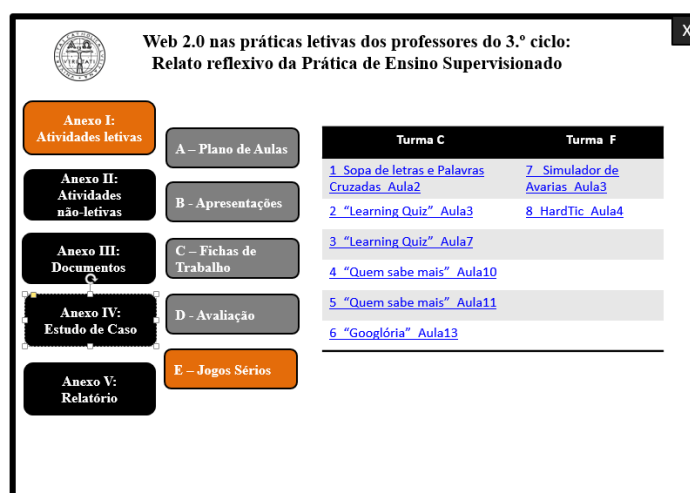 X
Web 2.0 nas práticas letivas dos professores do 3.º ciclo:
Relato reflexivo da Prática de Ensino Supervisionado
Anexo I:
Atividades letivas
Anexo II:
Atividades
não-letivas
Anexo III:
Documentos
Anexo IV:
Estudo de Caso
Anexo V:
Relatório
A – Plano de Aulas
B - Apresentações
C – Fichas de
Trabalho
D - Avaliação
E – Jogos Sérios
Turma C Turma F
1 Sopa de letras e Palavras
Cruzadas Aula2
7 Simulador de
Avarias Aula3
2 “Learning Quiz” Aula3
8 HardTic Aula4
3 “Learning Quiz” Aula7
4 “Quem sabe mais” Aula10
5 “Quem sabe mais” Aula11
6 “Googlória” Aula13